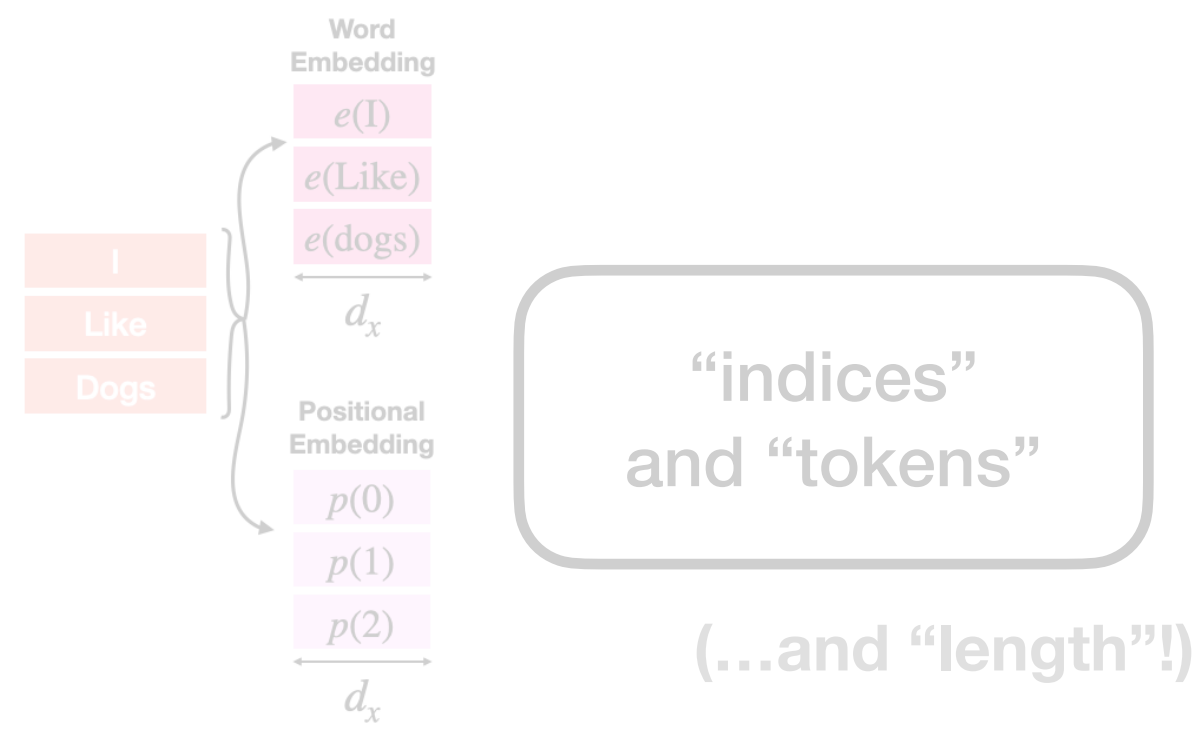 Word
Embedding
e(I)
e(Like)
e(dogs)
d_x
I
Like
Dogs
Positional
Embedding
p(0)
p(1)
p(2)
d_x
“indices”
and “tokens”
(...and “length”!)